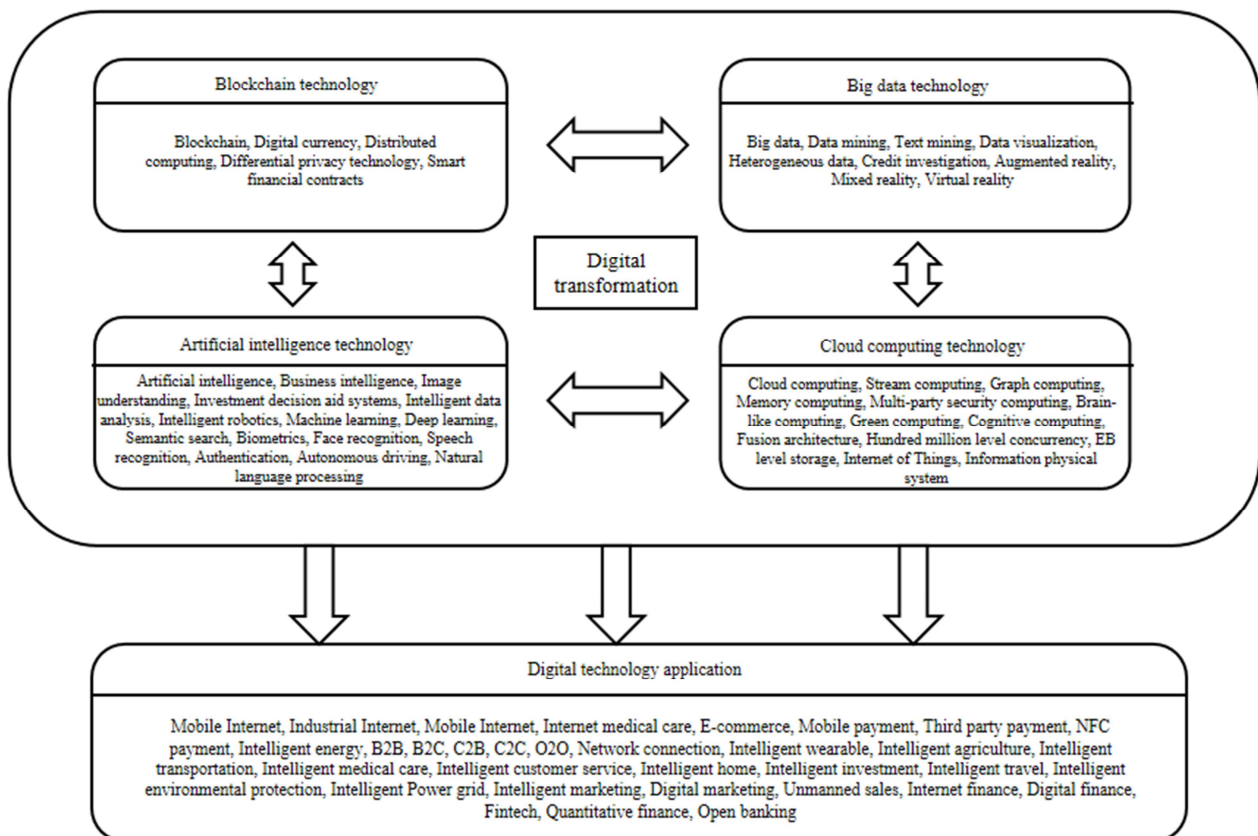 Blockchain technology
Blockchain, Digital currency, Distributed
computing, Differential privacy technology, Smart
financial contracts
Big data technology
Big data, Data mining, Text mining, Data visualization,
Heterogeneous data, Credit investigation, Augmented reality,
Mixed reality, Virtual reality
Digital
transformation
Artificial intelligence technology
Artificial intelligence, Business intelligence, Image
understanding, Investment decision aid systems, Intelligent data
analysis, Intelligent robotics, Machine learning, Deep learning,
Semantic search, Biometrics, Face recognition, Speech
recognition, Authentication, Autonomous driving, Natural
language processing
Cloud computing technology
Cloud computing, Stream computing, Graph computing,
Memory computing, Multi-party security computing, Brain-
like computing, Green computing, Cognitive computing,
Fusion architecture, Hundred million level concurrency, EB
level storage, Internet of Things, Information physical
system
Digital technology application
Mobile Internet, Industrial Internet, Mobile Internet, Internet medical care, E-commerce, Mobile payment, Third party payment, NFC
payment, Intelligent energy, B2B, B2C, C2B, C2C, O2O, Network connection, Intelligent wearable, Intelligent agriculture, Intelligent
transportation, Intelligent medical care, Intelligent customer service, Intelligent home, Intelligent investment, Intelligent travel, Intelligent
environmental protection, Intelligent Power grid, Intelligent marketing, Digital marketing, Unmanned sales, Internet finance, Digital finance,
Fintech, Quantitative finance, Open banking